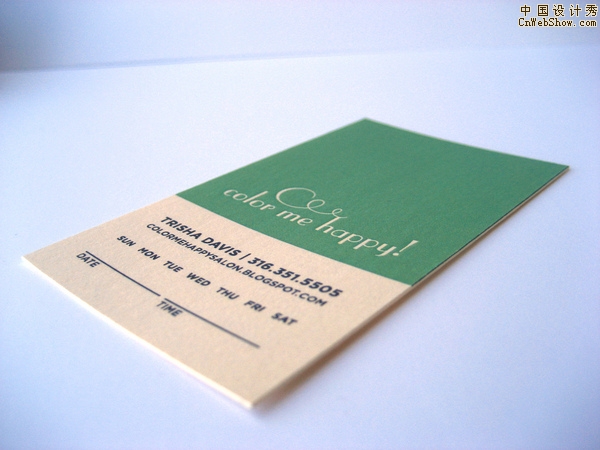 中国设计秀
CnWebShow.Com
color me happy!
TRISHA DAVIS / 316.351.5505
COLORMEHAPPYSALON.BLOGSPOT.COM
SUN MON TUE WED THU FRI SAT
DATE TIME